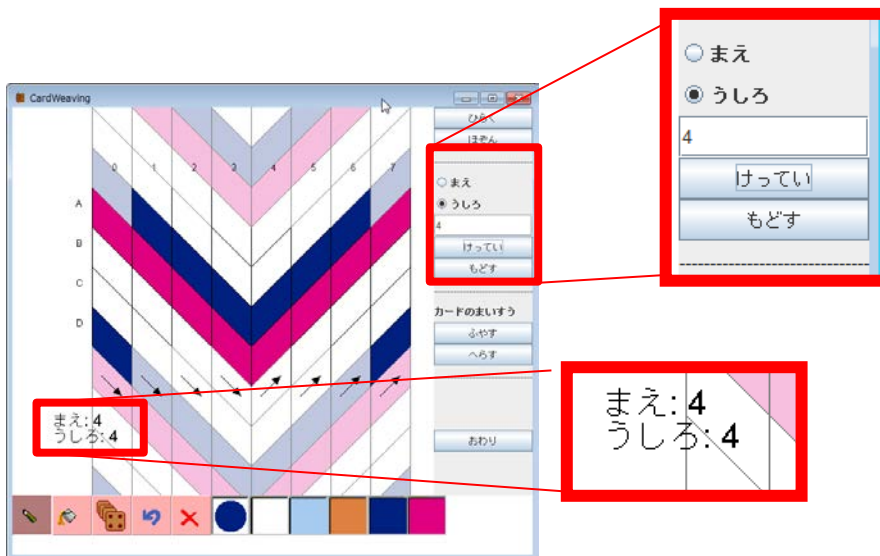 CardWeaving
ひらく
ほぞん
0 1 2 3 4 5 6 7
まえ
うしろ
4
けってい
もどす
A
B
C
D
カードのまいすう
ふやす
へらす
まえ: 4
うしろ: 4
おわり
まえ
うしろ
4
けってい
もどす
まえ: 4
うしろ: 4